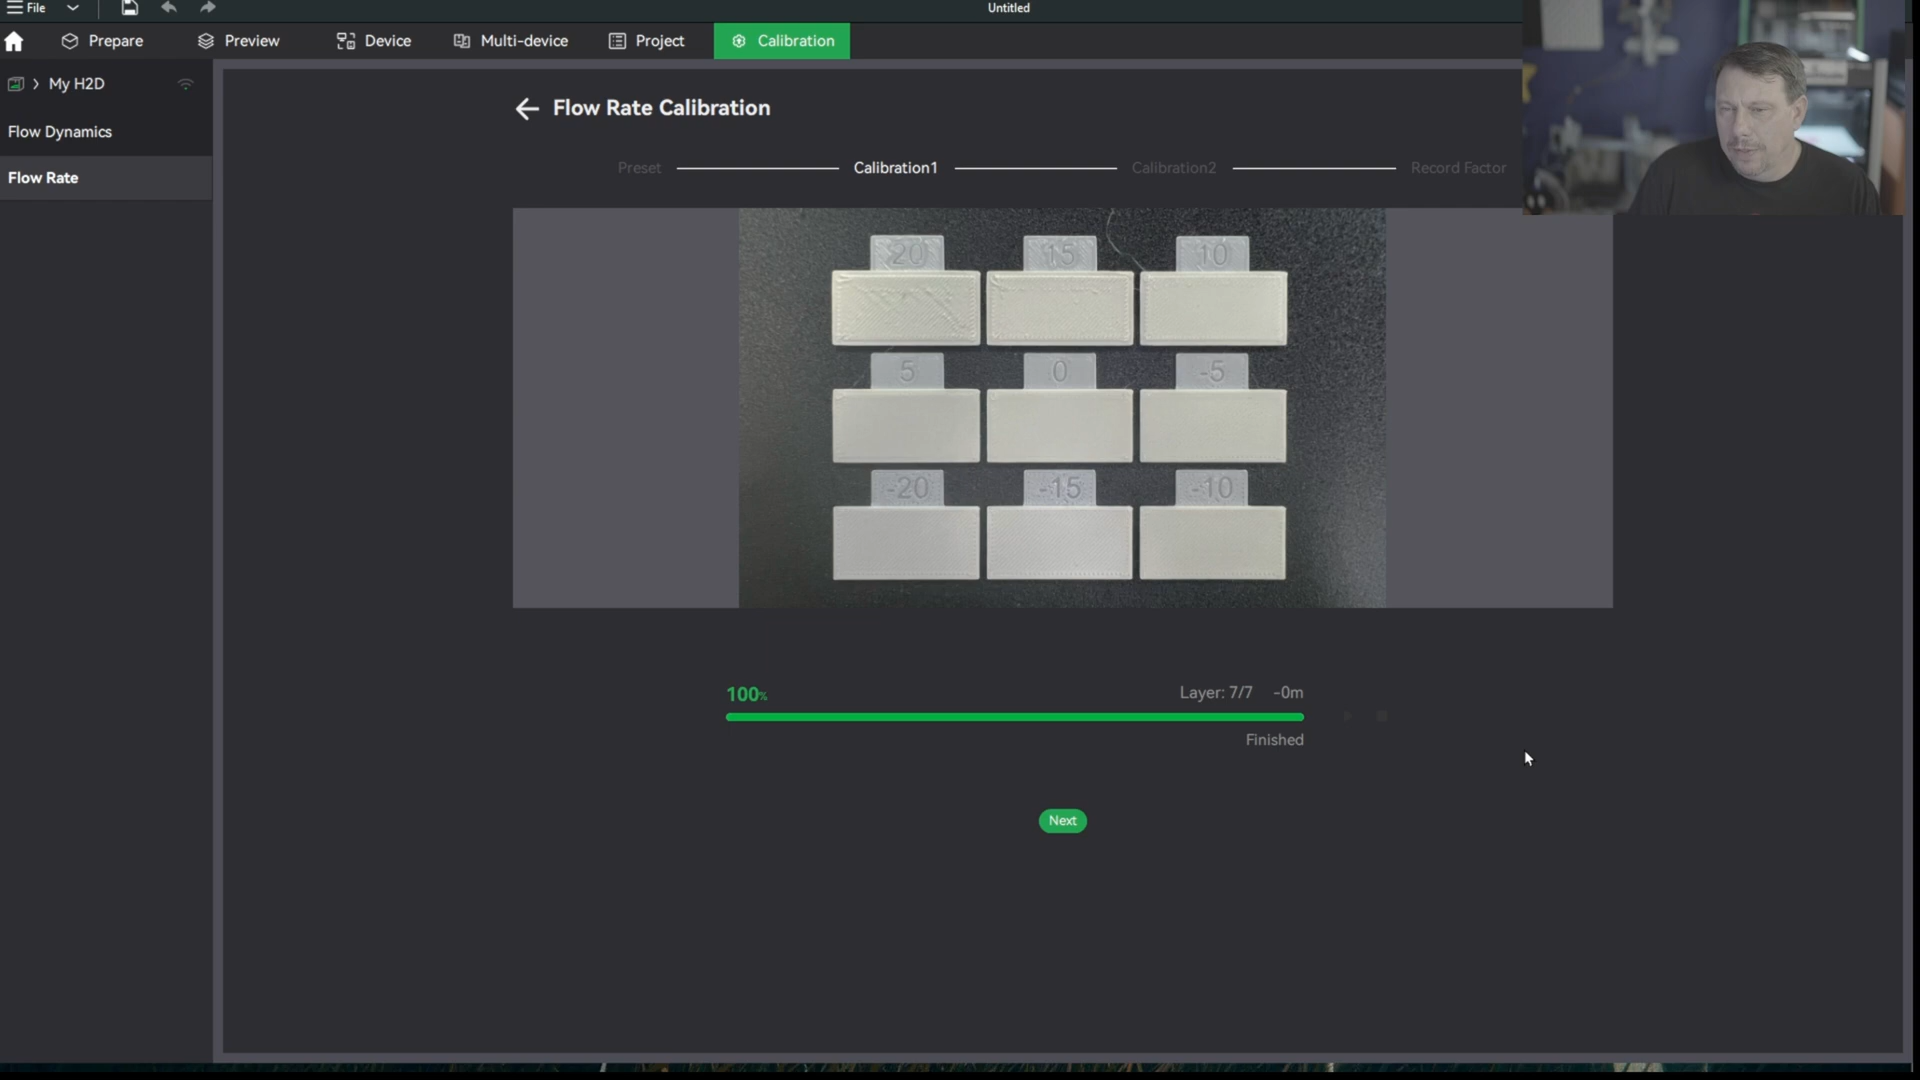 File
Untitled
Prepare
Preview
Device
Multi-device
Project
Calibration
My H2D
Flow Dynamics
Flow Rate
Flow Rate Calibration
Preset
Calibration1
Calibration2
Record Factor
20 15 10
5 0 -5
-20 -15 -10
100%
Layer: 7/7 -0m
Finished
Next